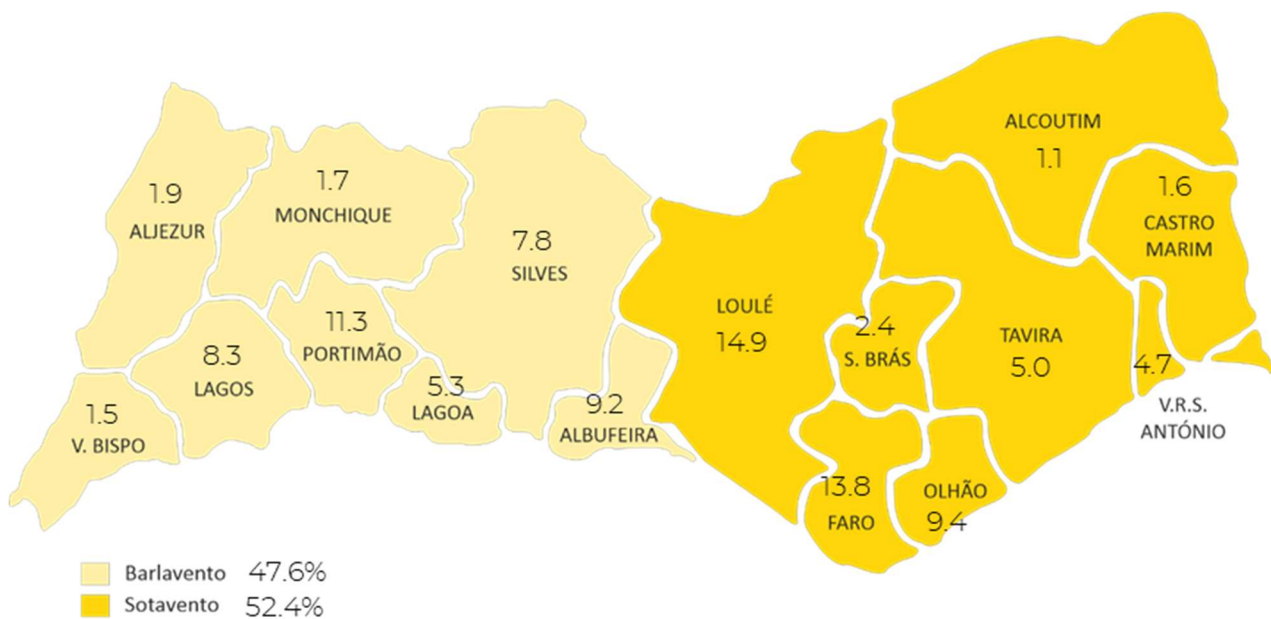 ALCOUTIM
1.1
1.7
MONCHIQUE
1.9
ALJEZUR
1.6
CASTRO
MARIM
7.8
SILVES
LOULÉ
14.9
2.4
S. BRÁS
TAVIRA
5.0
11.3
PORTIMÃO
8.3
LAGOS
5.3
LAGOA
4.7
V.R.S.
ANTÓNIO
1.5
V. BISPO
9.2
ALBUFEIRA
13.8
FARO
OLHÃO
9.4
Barlavento 47.6%
Sotavento 52.4%